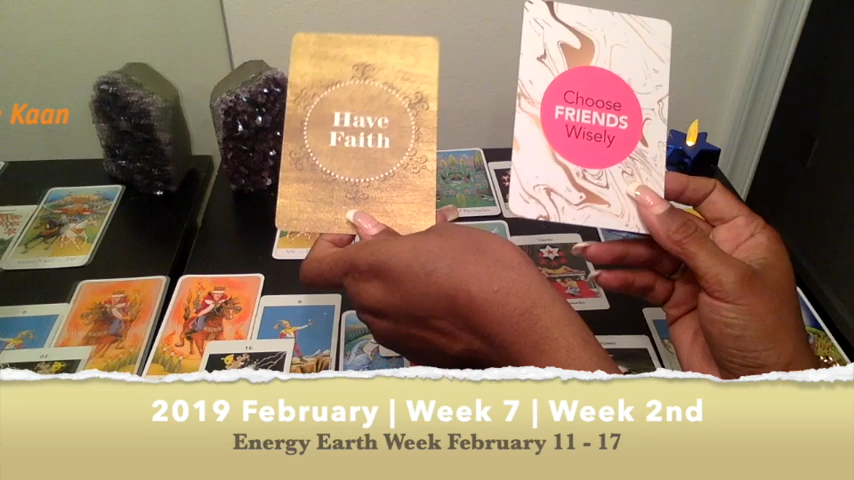 Kaan
Have
Faith
Choose
FRIENDS
Wisely
2019 February | Week 7 | Week 2nd
Energy Earth Week February 11 - 17